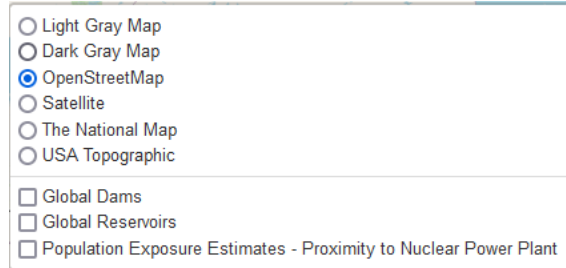 Light Gray Map
Dark Gray Map
OpenStreetMap
Satellite
The National Map
USA Topographic
Global Dams
Global Reservoirs
Population Exposure Estimates - Proximity to Nuclear Power Plant